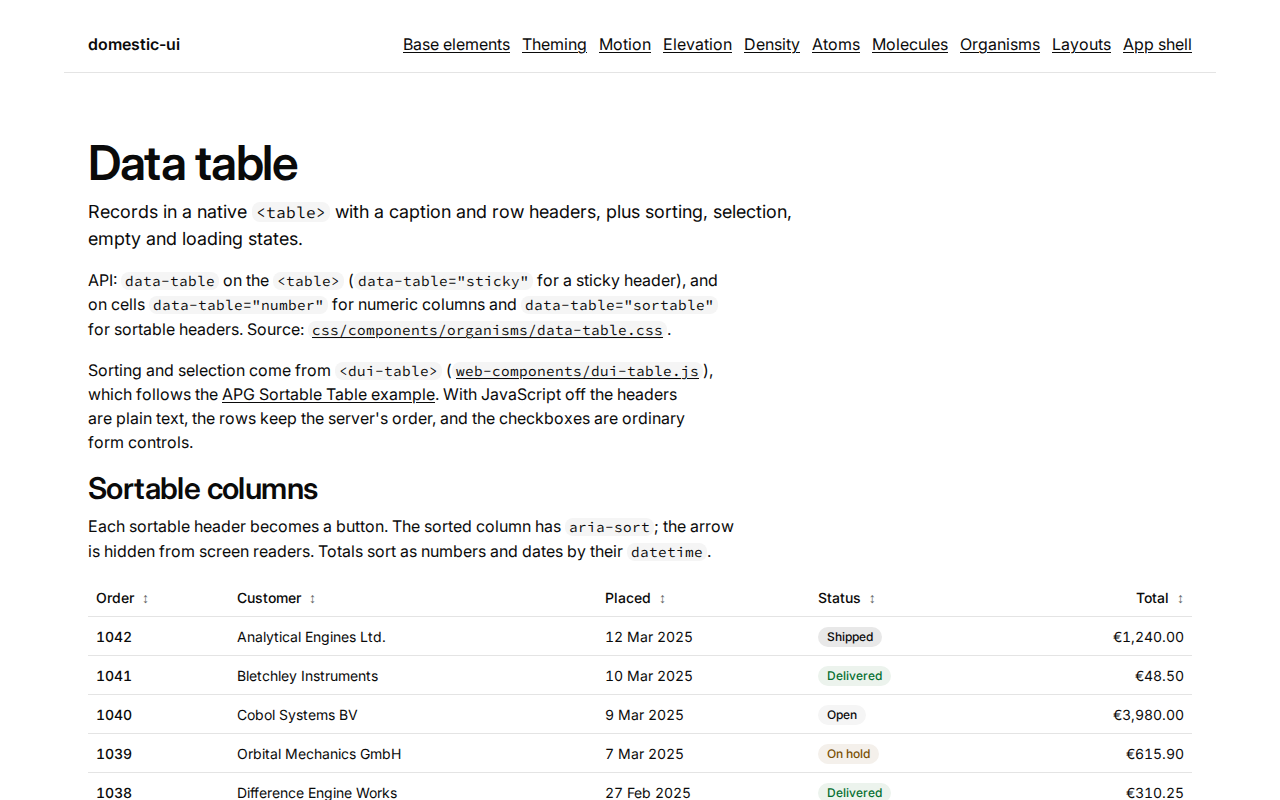 domestic-ui
Base elements Theming Motion Elevation Density Atoms Molecules Organisms Layouts App shell
Data table
Records in a native <table> with a caption and row headers, plus sorting, selection,
empty and loading states.
API: data-table on the <table> (data-table="sticky" for a sticky header), and
on cells data-table="number" for numeric columns and data-table="sortable"
for sortable headers. Source: css/components/organisms/data-table.css.
Sorting and selection come from <dui-table> (web-components/dui-table.js),
which follows the APG Sortable Table example. With JavaScript off the headers
are plain text, the rows keep the server's order, and the checkboxes are ordinary
form controls.
Sortable columns
Each sortable header becomes a button. The sorted column has aria-sort; the arrow
is hidden from screen readers. Totals sort as numbers and dates by their datetime.
Order ↕ Customer ↕ Placed ↕ Status ↕ Total ↕
1042 Analytical Engines Ltd. 12 Mar 2025 Shipped €1,240.00
1041 Bletchley Instruments 10 Mar 2025 Delivered €48.50
1040 Cobol Systems BV 9 Mar 2025 Open €3,980.00
1039 Orbital Mechanics GmbH 7 Mar 2025 On hold €615.90
1038 Difference Engine Works 27 Feb 2025 Delivered €310.25